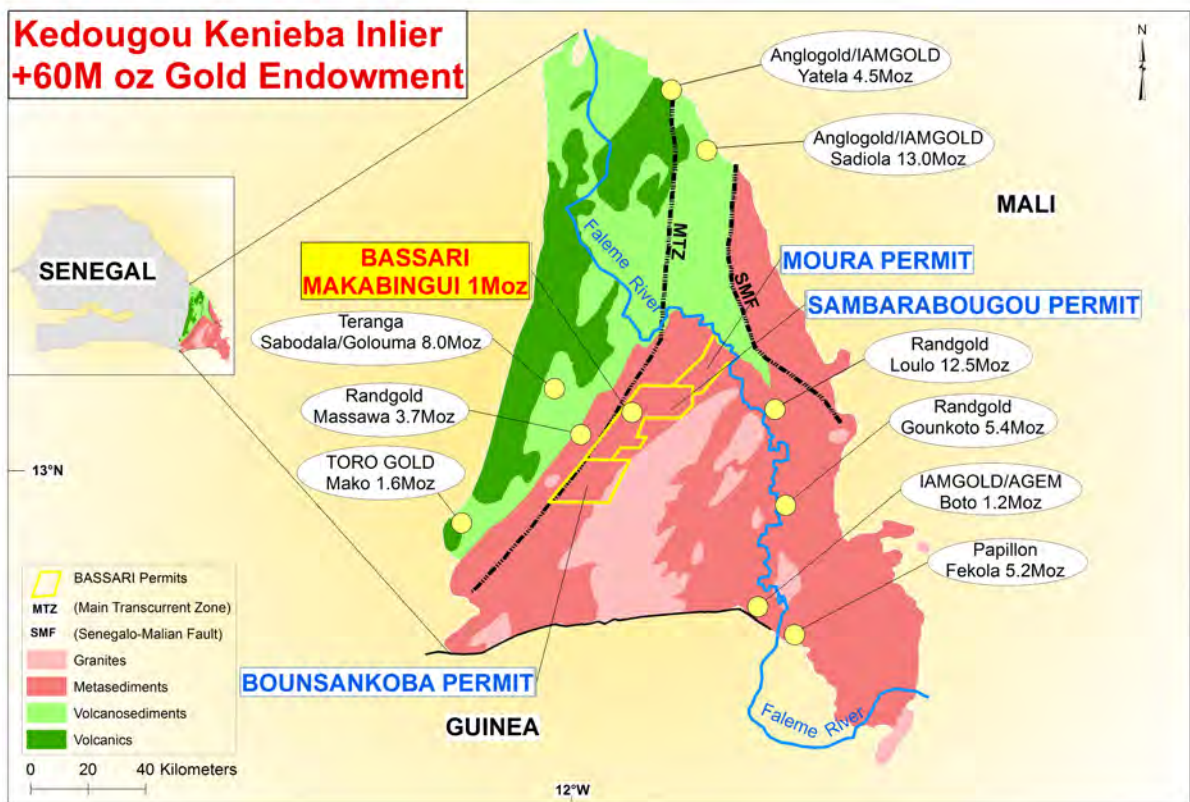 Kedougou Kenieba Inlier
+60M oz Gold Endowment
N
Anglogold/IAMGOLD
Yatela 4.5Moz
Anglogold/IAMGOLD
Sadiola 13.0Moz
MALI
SENEGAL
BASSARI
MAKABINGUI 1Moz
Faleme River
MTZ
SMF
MOURA PERMIT
SAMBARABOUGOU PERMIT
Teranga
Sabodala/Golouma 8.0Moz
Randgold
Loulo 12.5Moz
Randgold
Massawa 3.7Moz
Randgold
Gounkoto 5.4Moz
13°N
TORO GOLD
Mako 1.6Moz
IAMGOLD/AGEM
Boto 1.2Moz
Papillon
Fekola 5.2Moz
BASSARI Permits
MTZ (Main Transcurrent Zone)
SMF (Senegalo-Malian Fault)
Granites
Metasediments
Volcanosediments
Volcanics
0 20 40 Kilometers
BOUNSANKOBA PERMIT
GUINEA
Faleme River
12°W